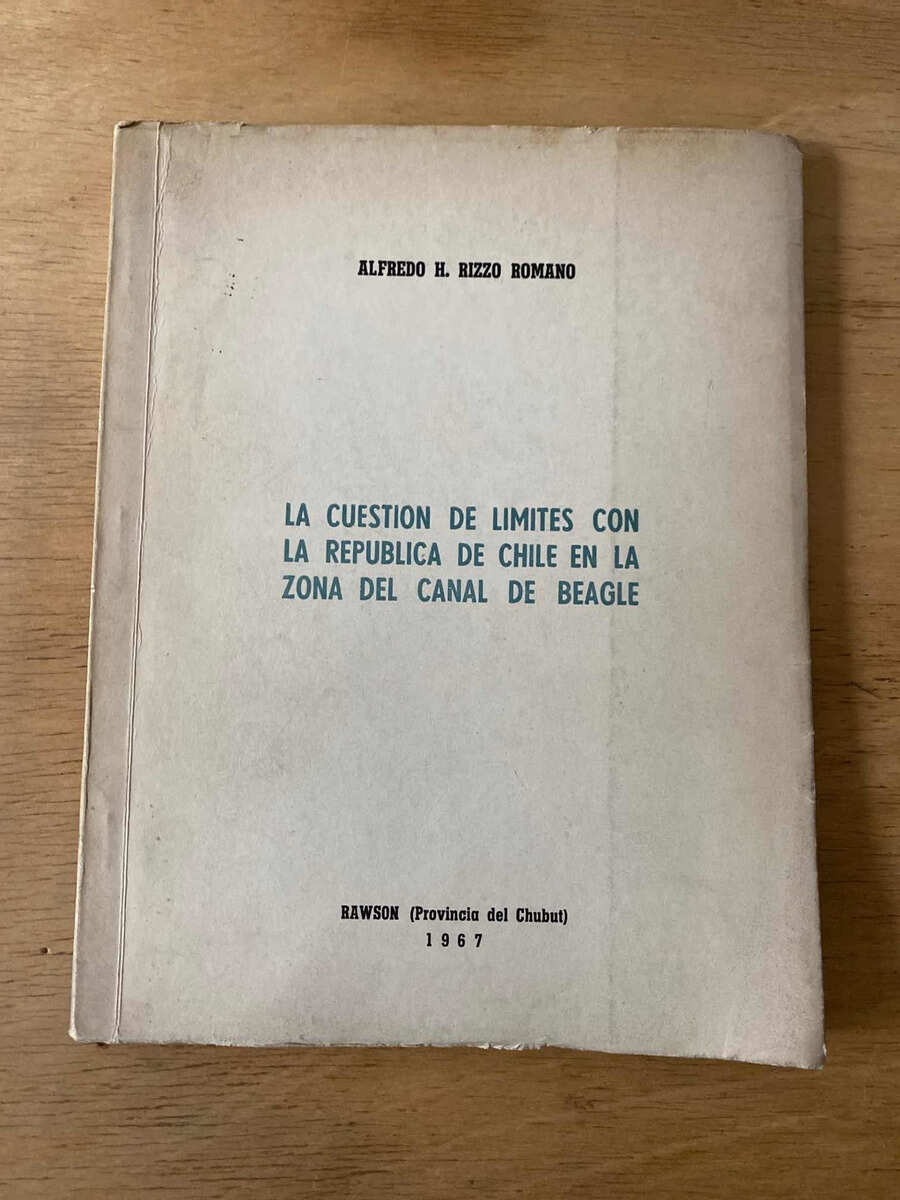 ALFREDO H. RIZZO ROMANO
LA CUESTION DE LIMITES CON
LA REPUBLICA DE CHILE EN LA
ZONA DEL CANAL DE BEAGLE
RAWSON (Provincia del Chubut)
1967